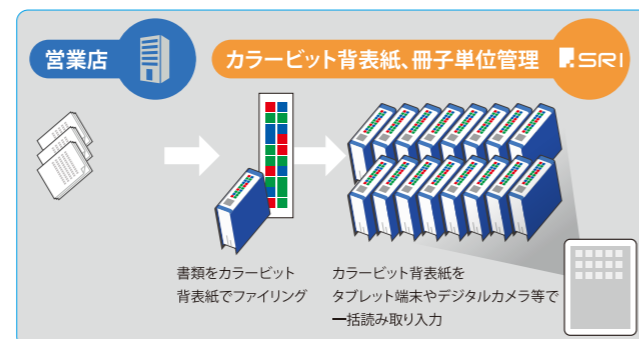 営業店
カラービット背表紙、冊子単位管理 SRI
書類をカラービット
背表紙でファイリング
カラービット背表紙を
タブレット端末やデジタルカメラ等で
一括読み取り入力